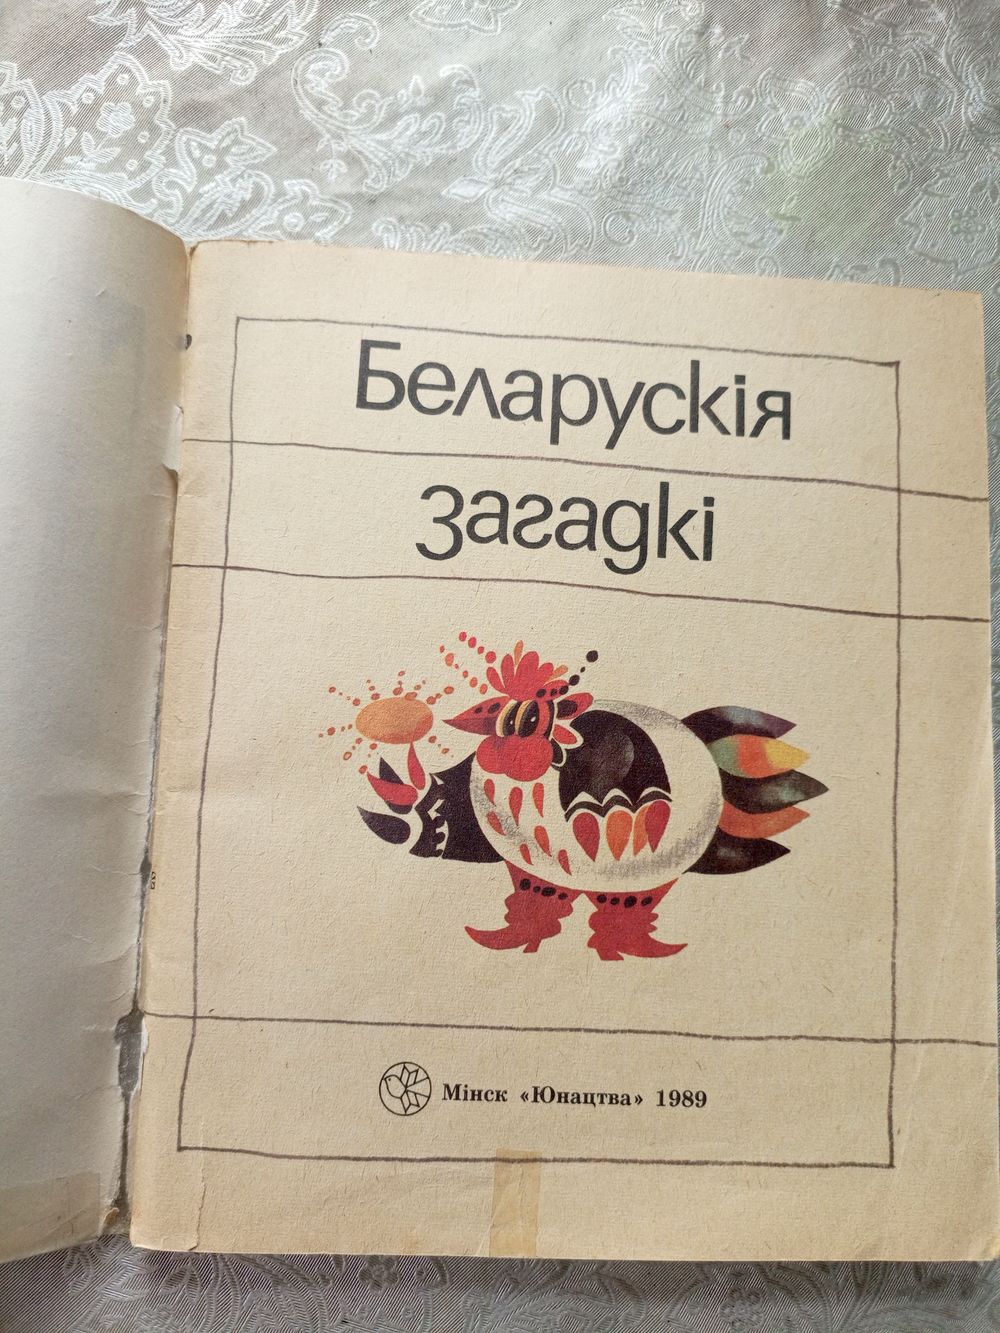 Беларускія
загадкі
Мінск «Юнацтва» 1989